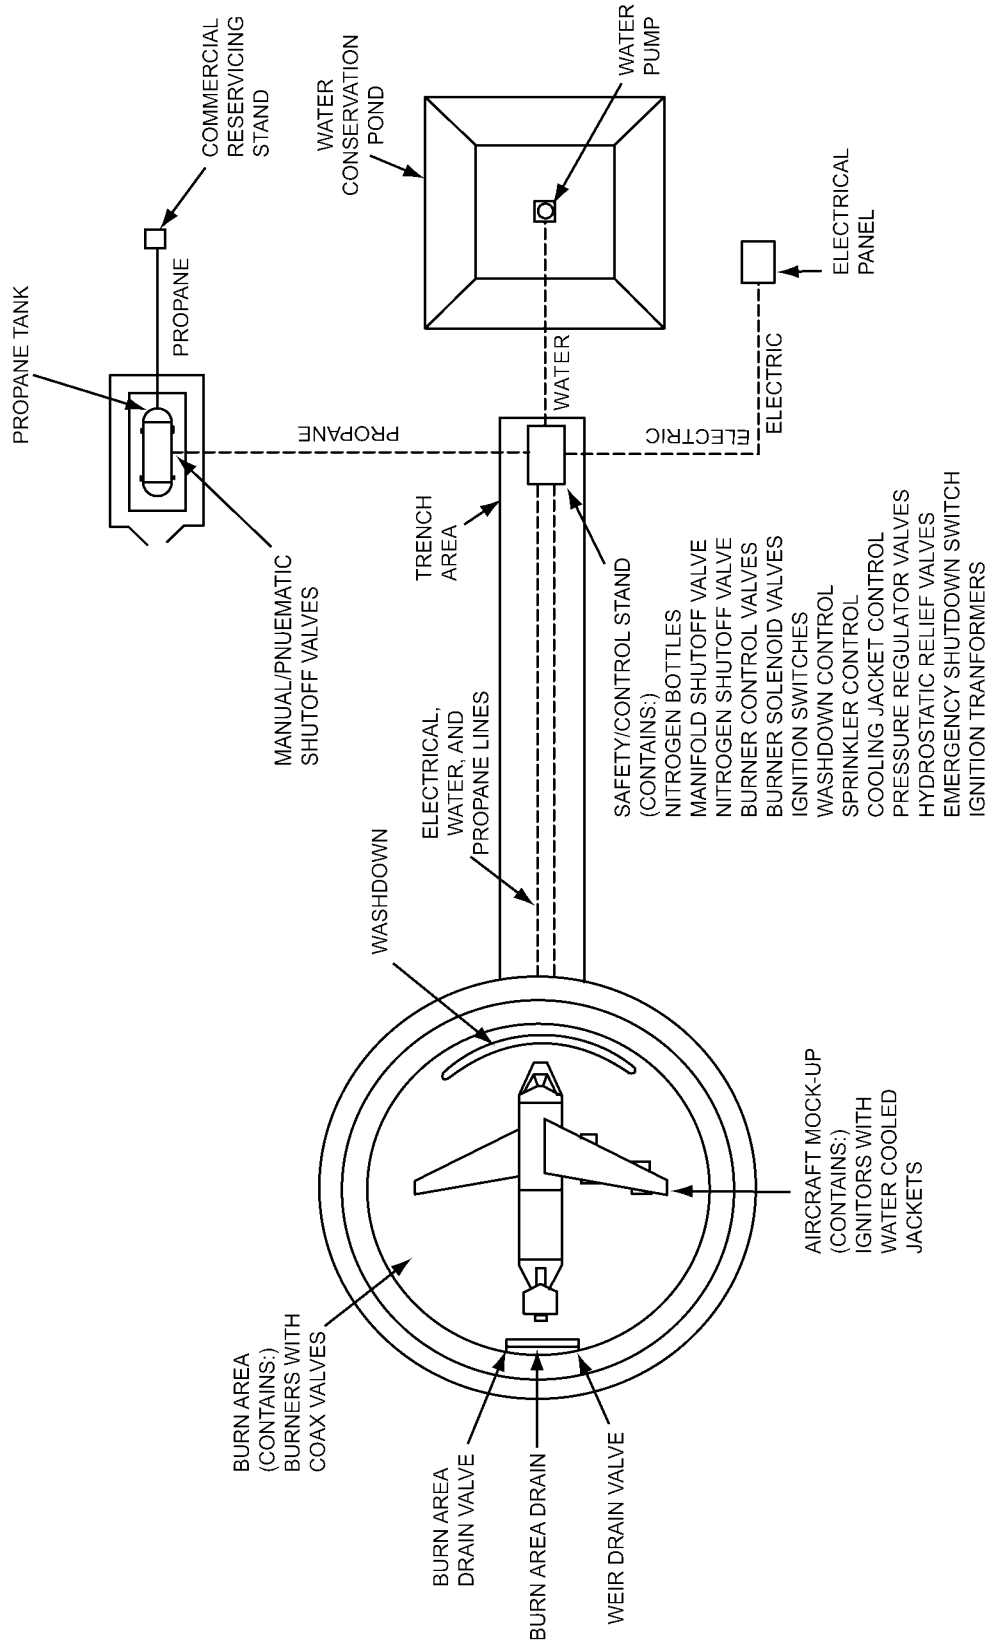 PROPANE TANK
COMMERCIAL
RESERVICING
STAND
PROPANE
MANUAL/PNUEMATIC
SHUTOFF VALVES
PROPANE
WATER
CONSERVATION
POND
WATER
PUMP
WATER
TRENCH
AREA
ELECTRIC
ELECTRIC
ELECTRICAL
PANEL
ELECTRICAL,
WATER, AND
PROPANE LINES
SAFETY/CONTROL STAND
(CONTAINS:)
NITROGEN BOTTLES
MANIFOLD SHUTOFF VALVE
NITROGEN SHUTOFF VALVE
BURNER CONTROL VALVES
BURNER SOLENOID VALVES
IGNITION SWITCHES
WASHDOWN CONTROL
SPRINKLER CONTROL
COOLING JACKET CONTROL
PRESSURE REGULATOR VALVES
HYDROSTATIC RELIEF VALVES
EMERGENCY SHUTDOWN SWITCH
IGNITION TRANFORMERS
WASHDOWN
AIRCRAFT MOCK-UP
(CONTAINS:)
IGNITORS WITH
WATER COOLED
JACKETS
BURN AREA
(CONTAINS:)
BURNERS WITH
COAX VALVES
BURN AREA
DRAIN VALVE
BURN AREA DRAIN
WEIR DRAIN VALVE